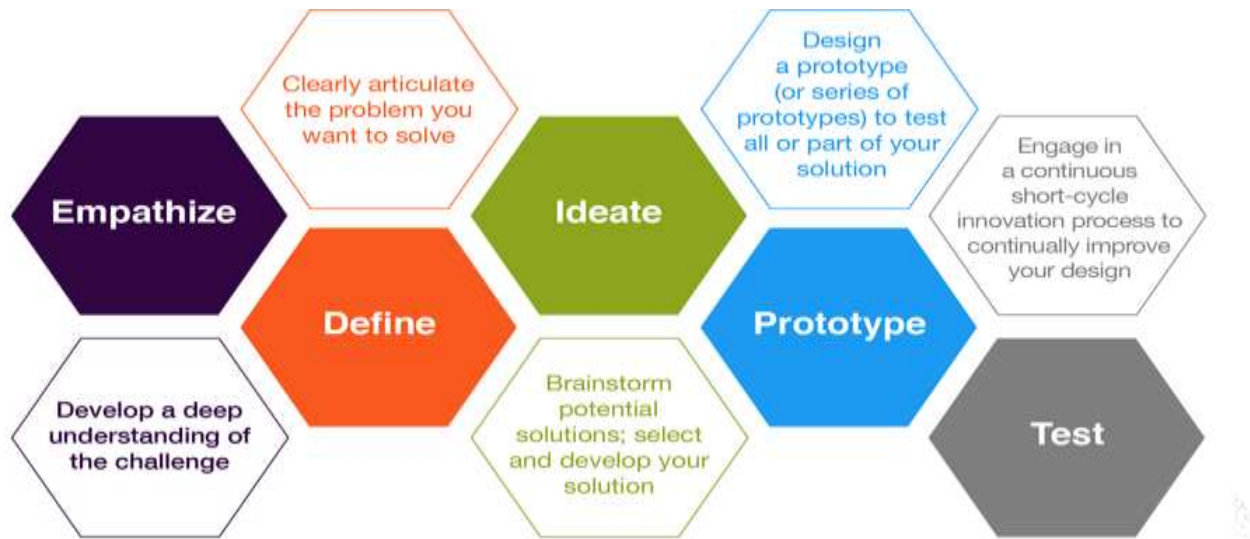 Empathize
Develop a deep
understanding of
the challenge
Clearly articulate
the problem you
want to solve
Define
Ideate
Brainstorm
potential
solutions; select
and develop your
solution
Design
a prototype
(or series of
prototypes) to test
all or part of your
solution
Prototype
Engage in
a continuous
short-cycle
innovation process to
continually improve
your design
Test